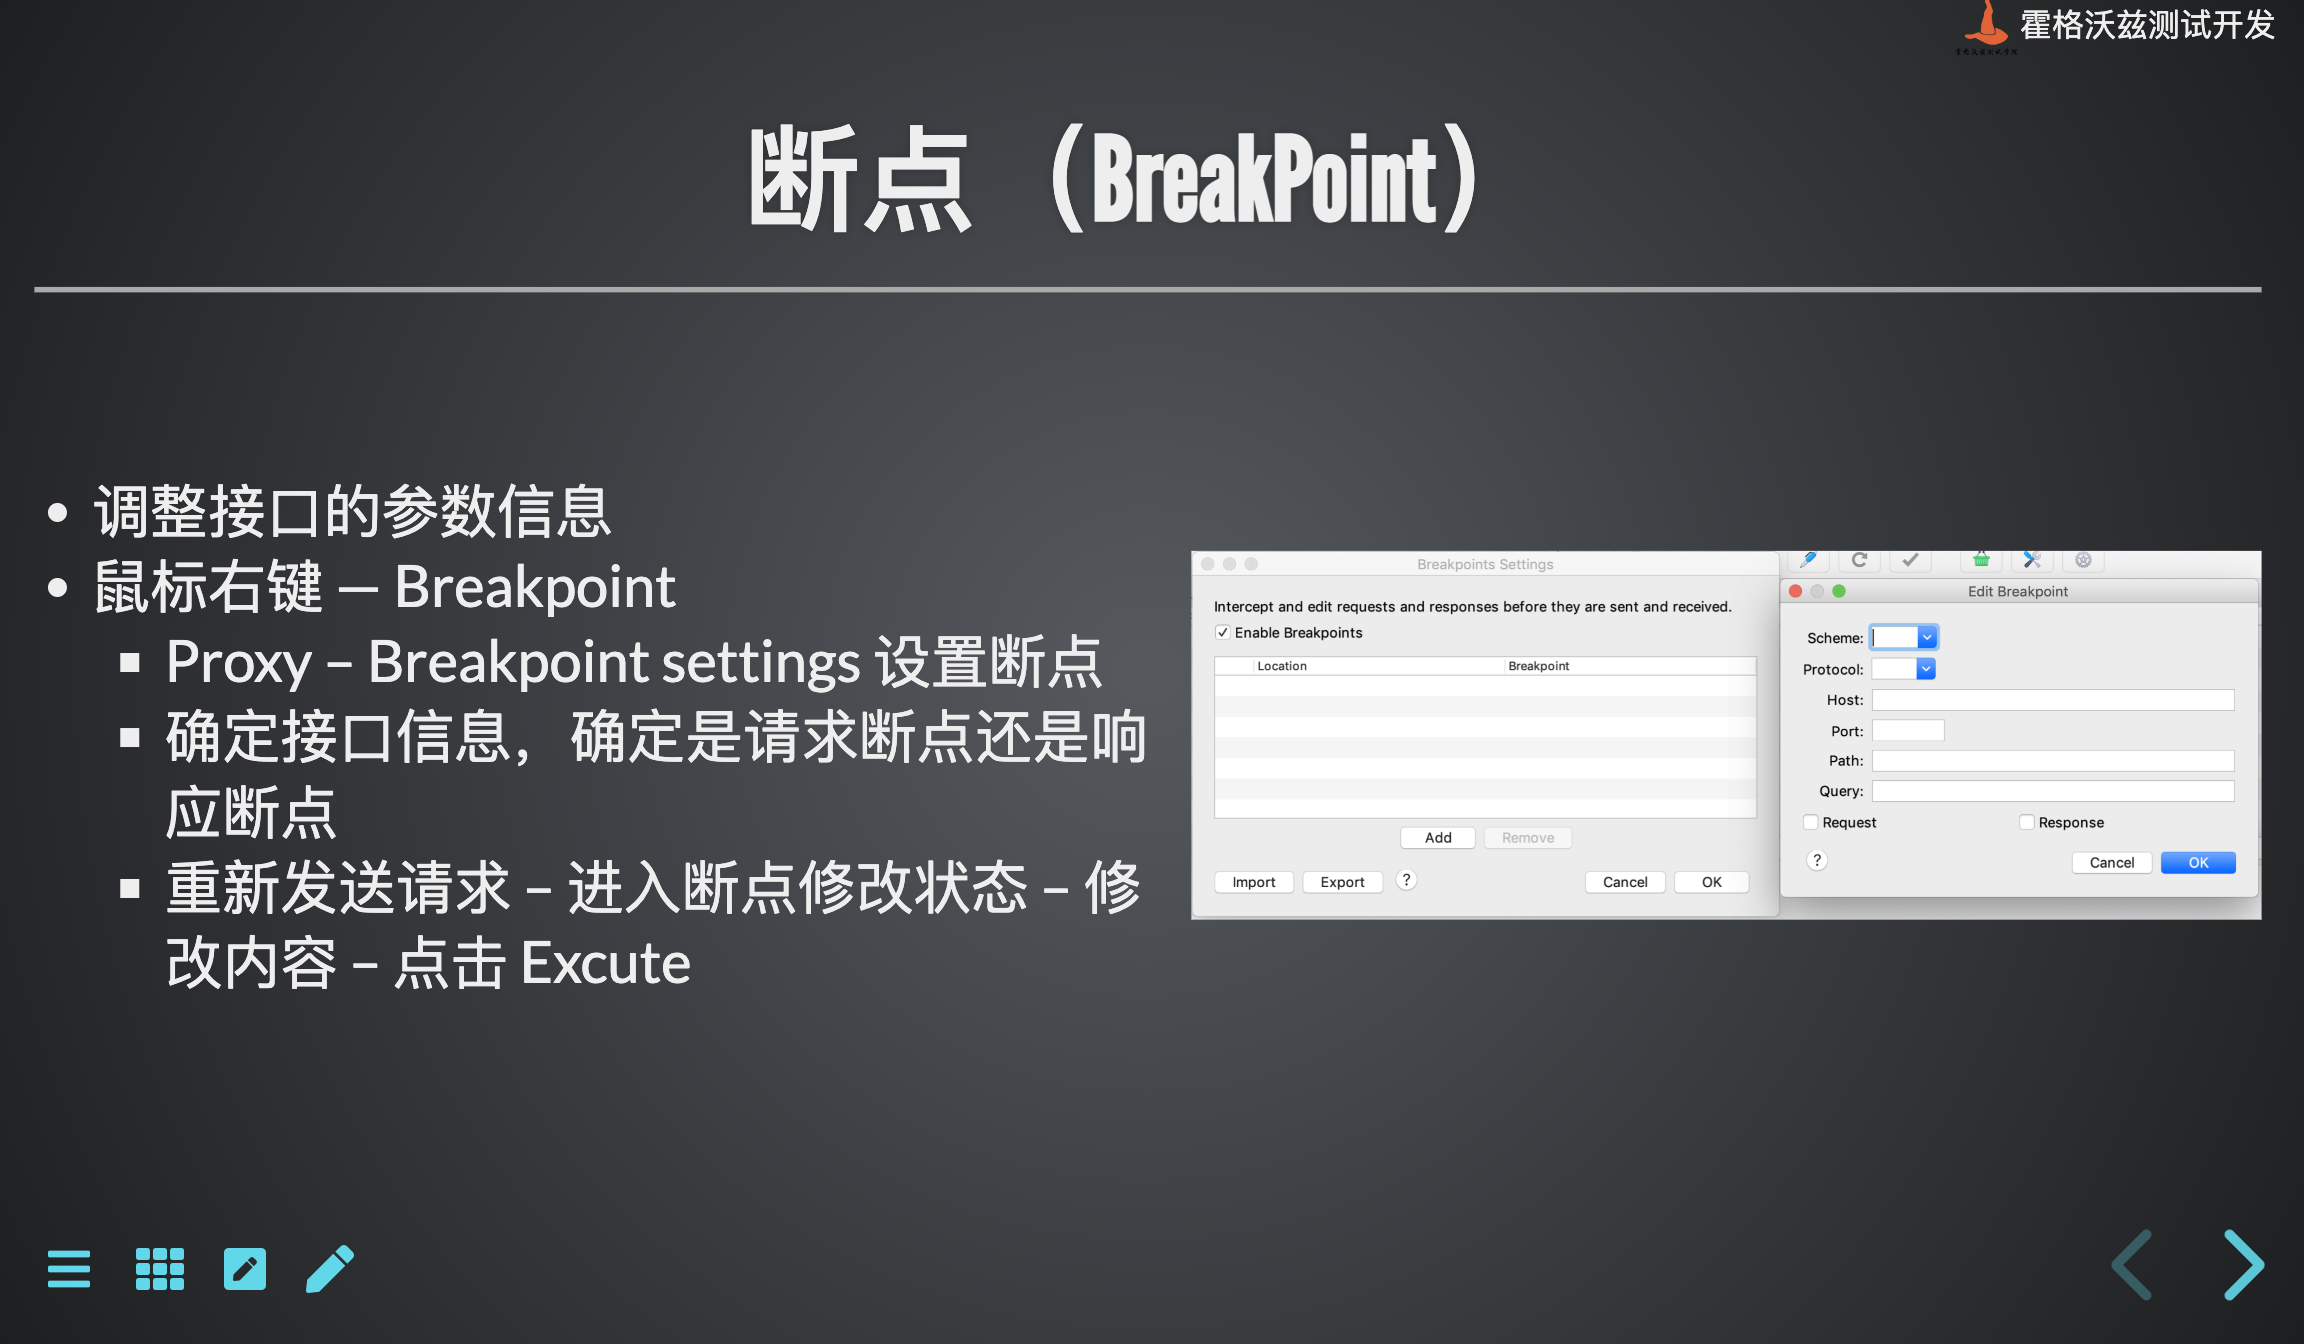 霍格沃兹测试开发
断点（BreakPoint）
调整接口的参数信息
鼠标右键 — Breakpoint
Proxy – Breakpoint settings 设置断点
确定接口信息，确定是请求断点还是响
应断点
重新发送请求 – 进入断点修改状态 – 修
改内容 – 点击 Excute
Breakpoints Settings
Intercept and edit requests and responses before they are sent and received.
Enable Breakpoints
Location Breakpoint
Add Remove
Import Export ? Cancel OK
Edit Breakpoint
Scheme:
Protocol:
Host:
Port:
Path:
Query:
Request Response
? Cancel OK